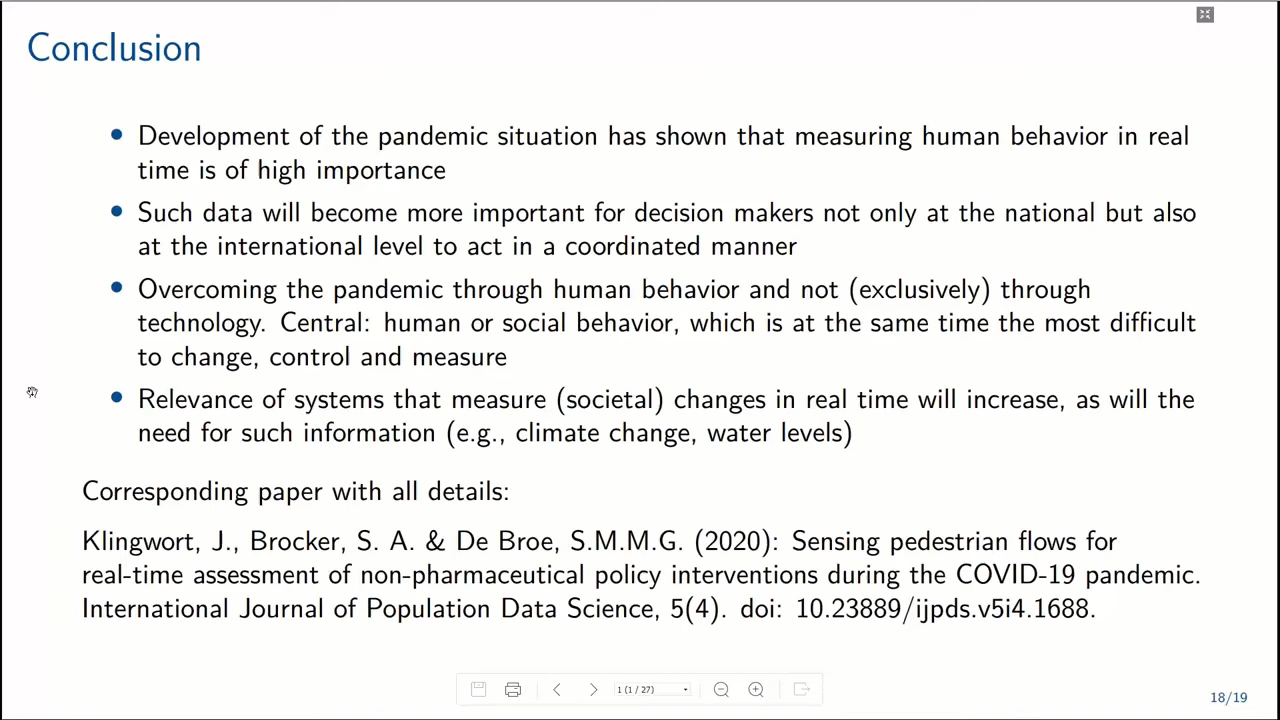 Conclusion
Development of the pandemic situation has shown that measuring human behavior in real
time is of high importance
Such data will become more important for decision makers not only at the national but also
at the international level to act in a coordinated manner
Overcoming the pandemic through human behavior and not (exclusively) through
technology. Central: human or social behavior, which is at the same time the most difficult
to change, control and measure
Relevance of systems that measure (societal) changes in real time will increase, as will the
need for such information (e.g., climate change, water levels)
Corresponding paper with all details:
Klingwort, J., Brocker, S. A. & De Broe, S.M.M.G. (2020): Sensing pedestrian flows for
real-time assessment of non-pharmaceutical policy interventions during the COVID-19 pandemic.
International Journal of Population Data Science, 5(4). doi: 10.23889/ijpds.v5i4.1688.
1 (1 / 27)
18/19